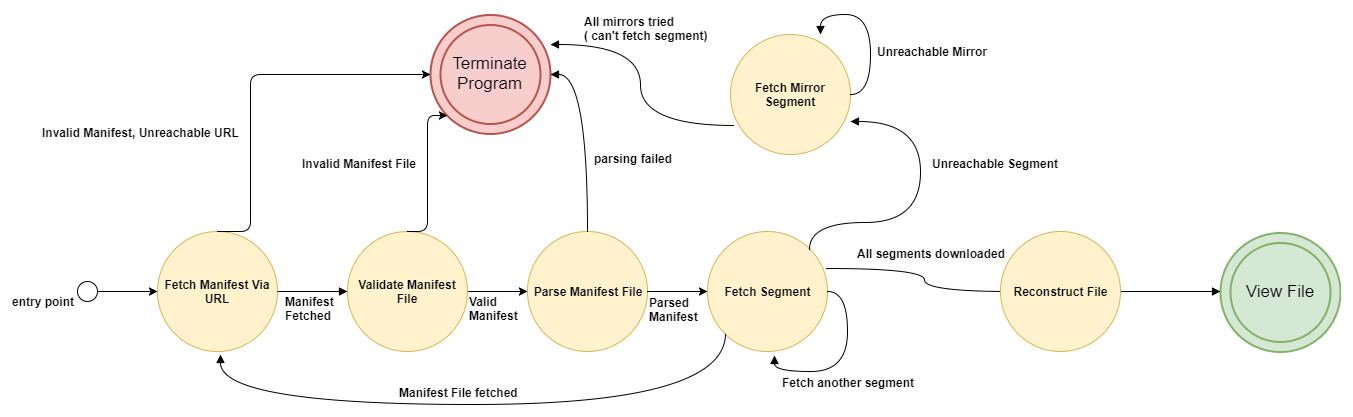 All mirrors tried
( can't fetch segment)
Terminate
Program
Unreachable Mirror
Fetch Mirror
Segment
Invalid Manifest, Unreachable URL
Invalid Manifest File
parsing failed
Unreachable Segment
All segments downloaded
entry point
Fetch Manifest Via
URL
Manifest
Fetched
Validate Manifest
File
Valid
Manifest
Parse Manifest File
Parsed
Manifest
Fetch Segment
Reconstruct File
View File
Fetch another segment
Manifest File fetched